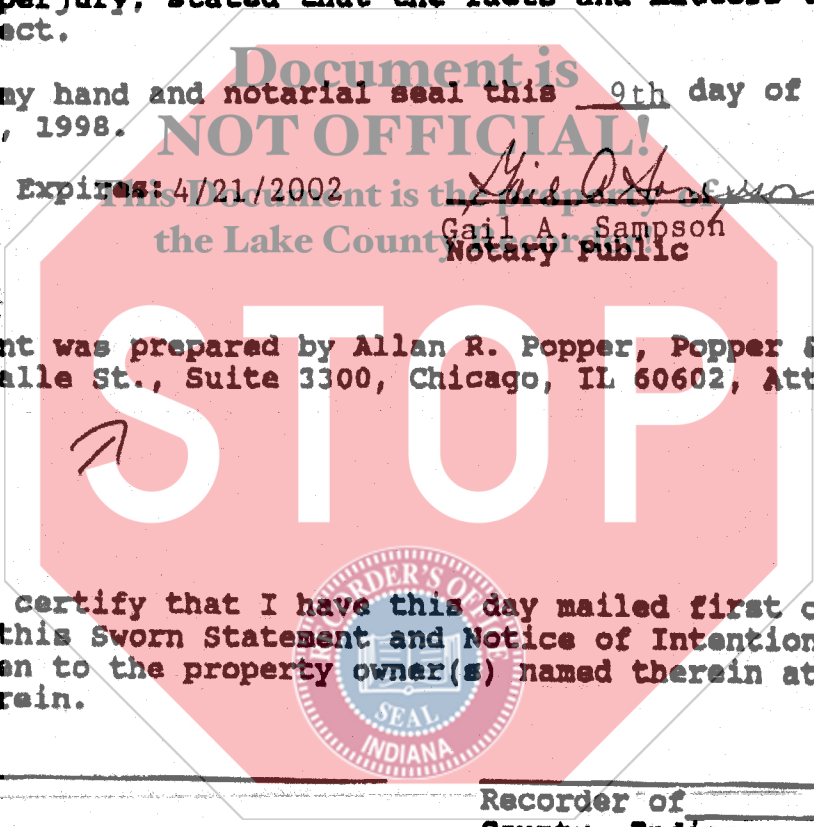 perjury, stated that the facts and matters
ect.
Document is
my hand and notarial seal this 9th day of
NOT OFFICIAL!
, 1998.
Expires: 4/21/2002
This Document is the property of
the Lake County Recorder!
Gail A. Sampson
Notary Public
nt was prepared by Allan R. Popper, Popper &
alle St., Suite 3300, Chicago, IL 60602, Att
STOP
certify that I have this day mailed first c
this Sworn Statement and Notice of Intention
en to the property owner(s) named therein at
rein.
RECORDER'S OFFICE
SEAL
INDIANA
Recorder of